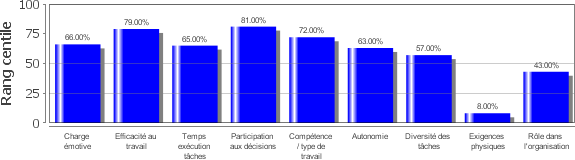 Rang centile
100
75
50
25
0
66.00%
79.00%
65.00%
81.00%
72.00%
63.00%
57.00%
8.00%
43.00%
Charge
émotive
Efficacité au
travail
Temps
exécution
tâches
Participation
aux décisions
Compétence
/ type de
travail
Autonomie
Diversité des
tâches
Exigences
physiques
Rôle dans
l'organisation